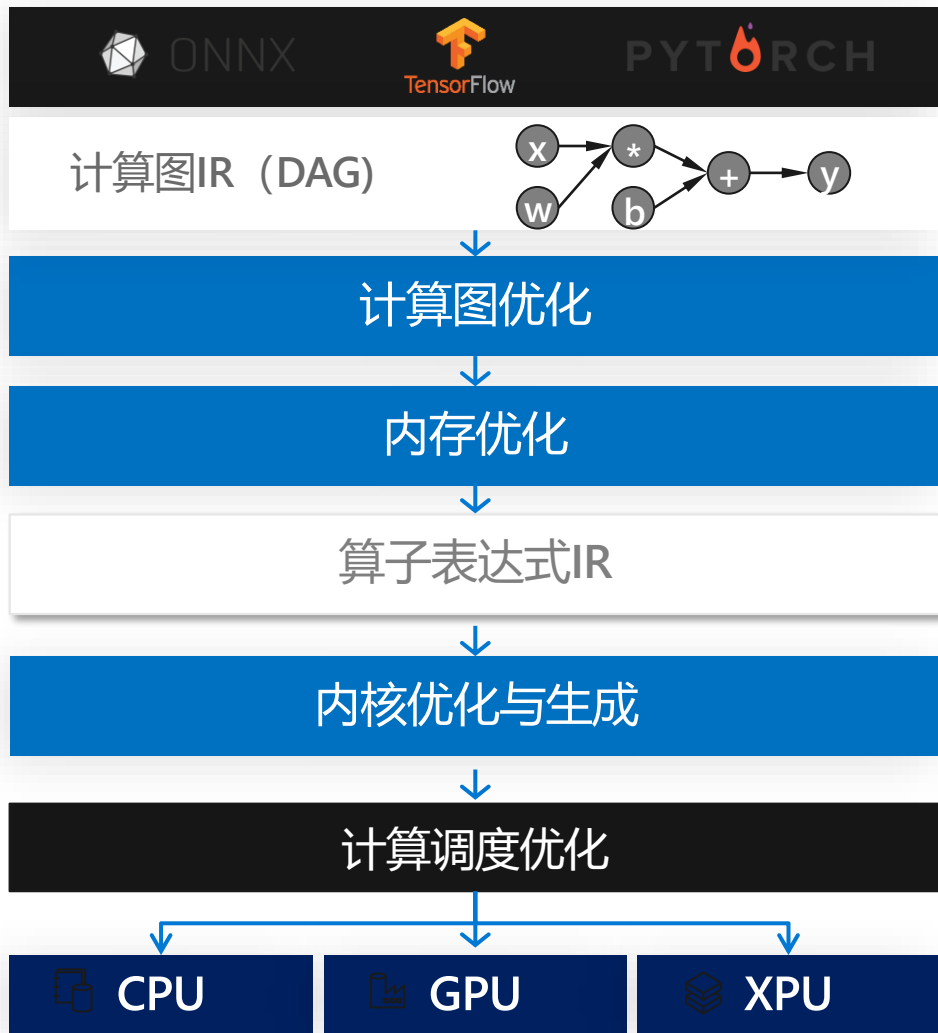 ONNX
TensorFlow
PYTORCH
计算图IR（DAG)
x
*
+
y
w
b
计算图优化
内存优化
算子表达式IR
内核优化与生成
计算调度优化
CPU
GPU
XPU